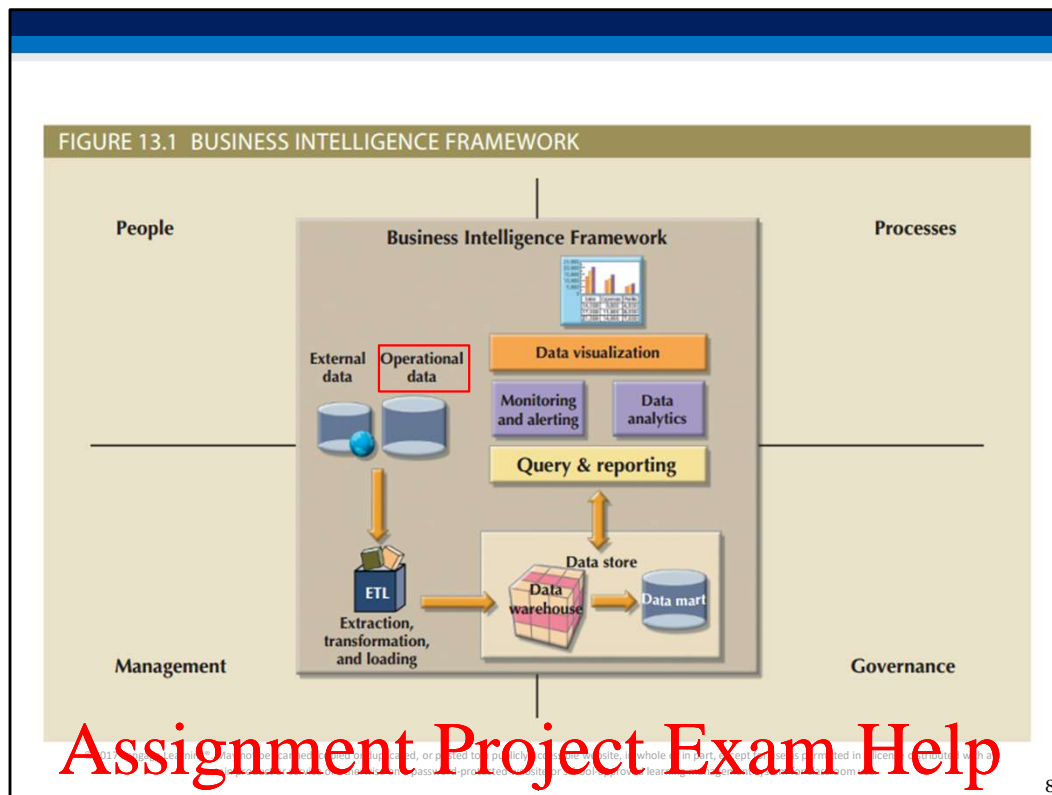 FIGURE 13.1 BUSINESS INTELLIGENCE FRAMEWORK
People
Processes
Business Intelligence Framework
Data visualization
External
data
Operational
data
Monitoring
and alerting
Data
analytics
Query & reporting
ETL
Extraction,
transformation,
and loading
Data store
Data
warehouse
Data mart
Management
Governance
Assignment Project Exam Help
8